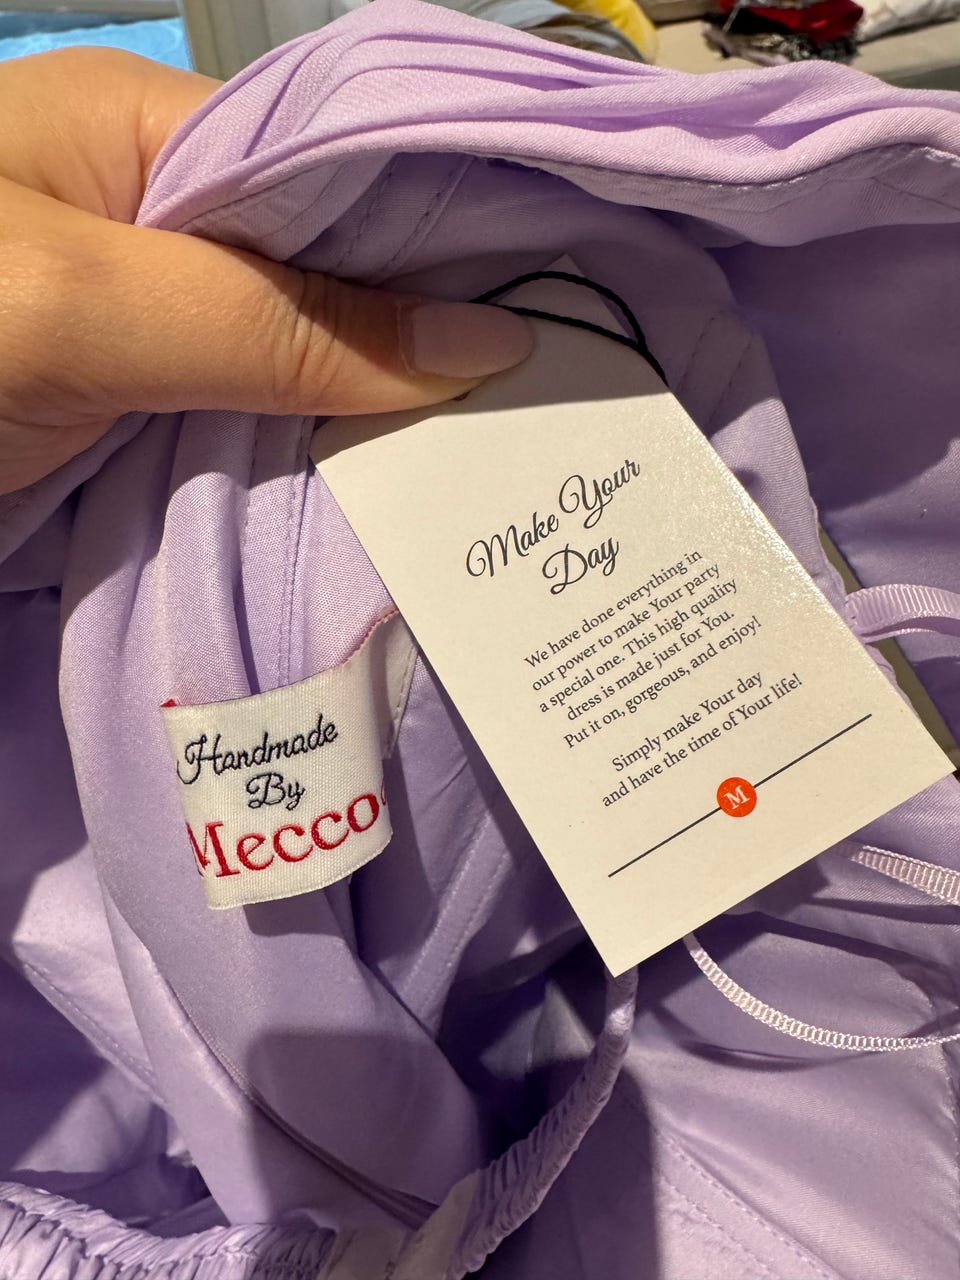 Make Your
Day
We have done everything in
our power to make Your party
a special one. This high quality
dress is made just for You.
Put it on, gorgeous, and enjoy!
Simply make Your day
and have the time of Your life!
M
Handmade
By